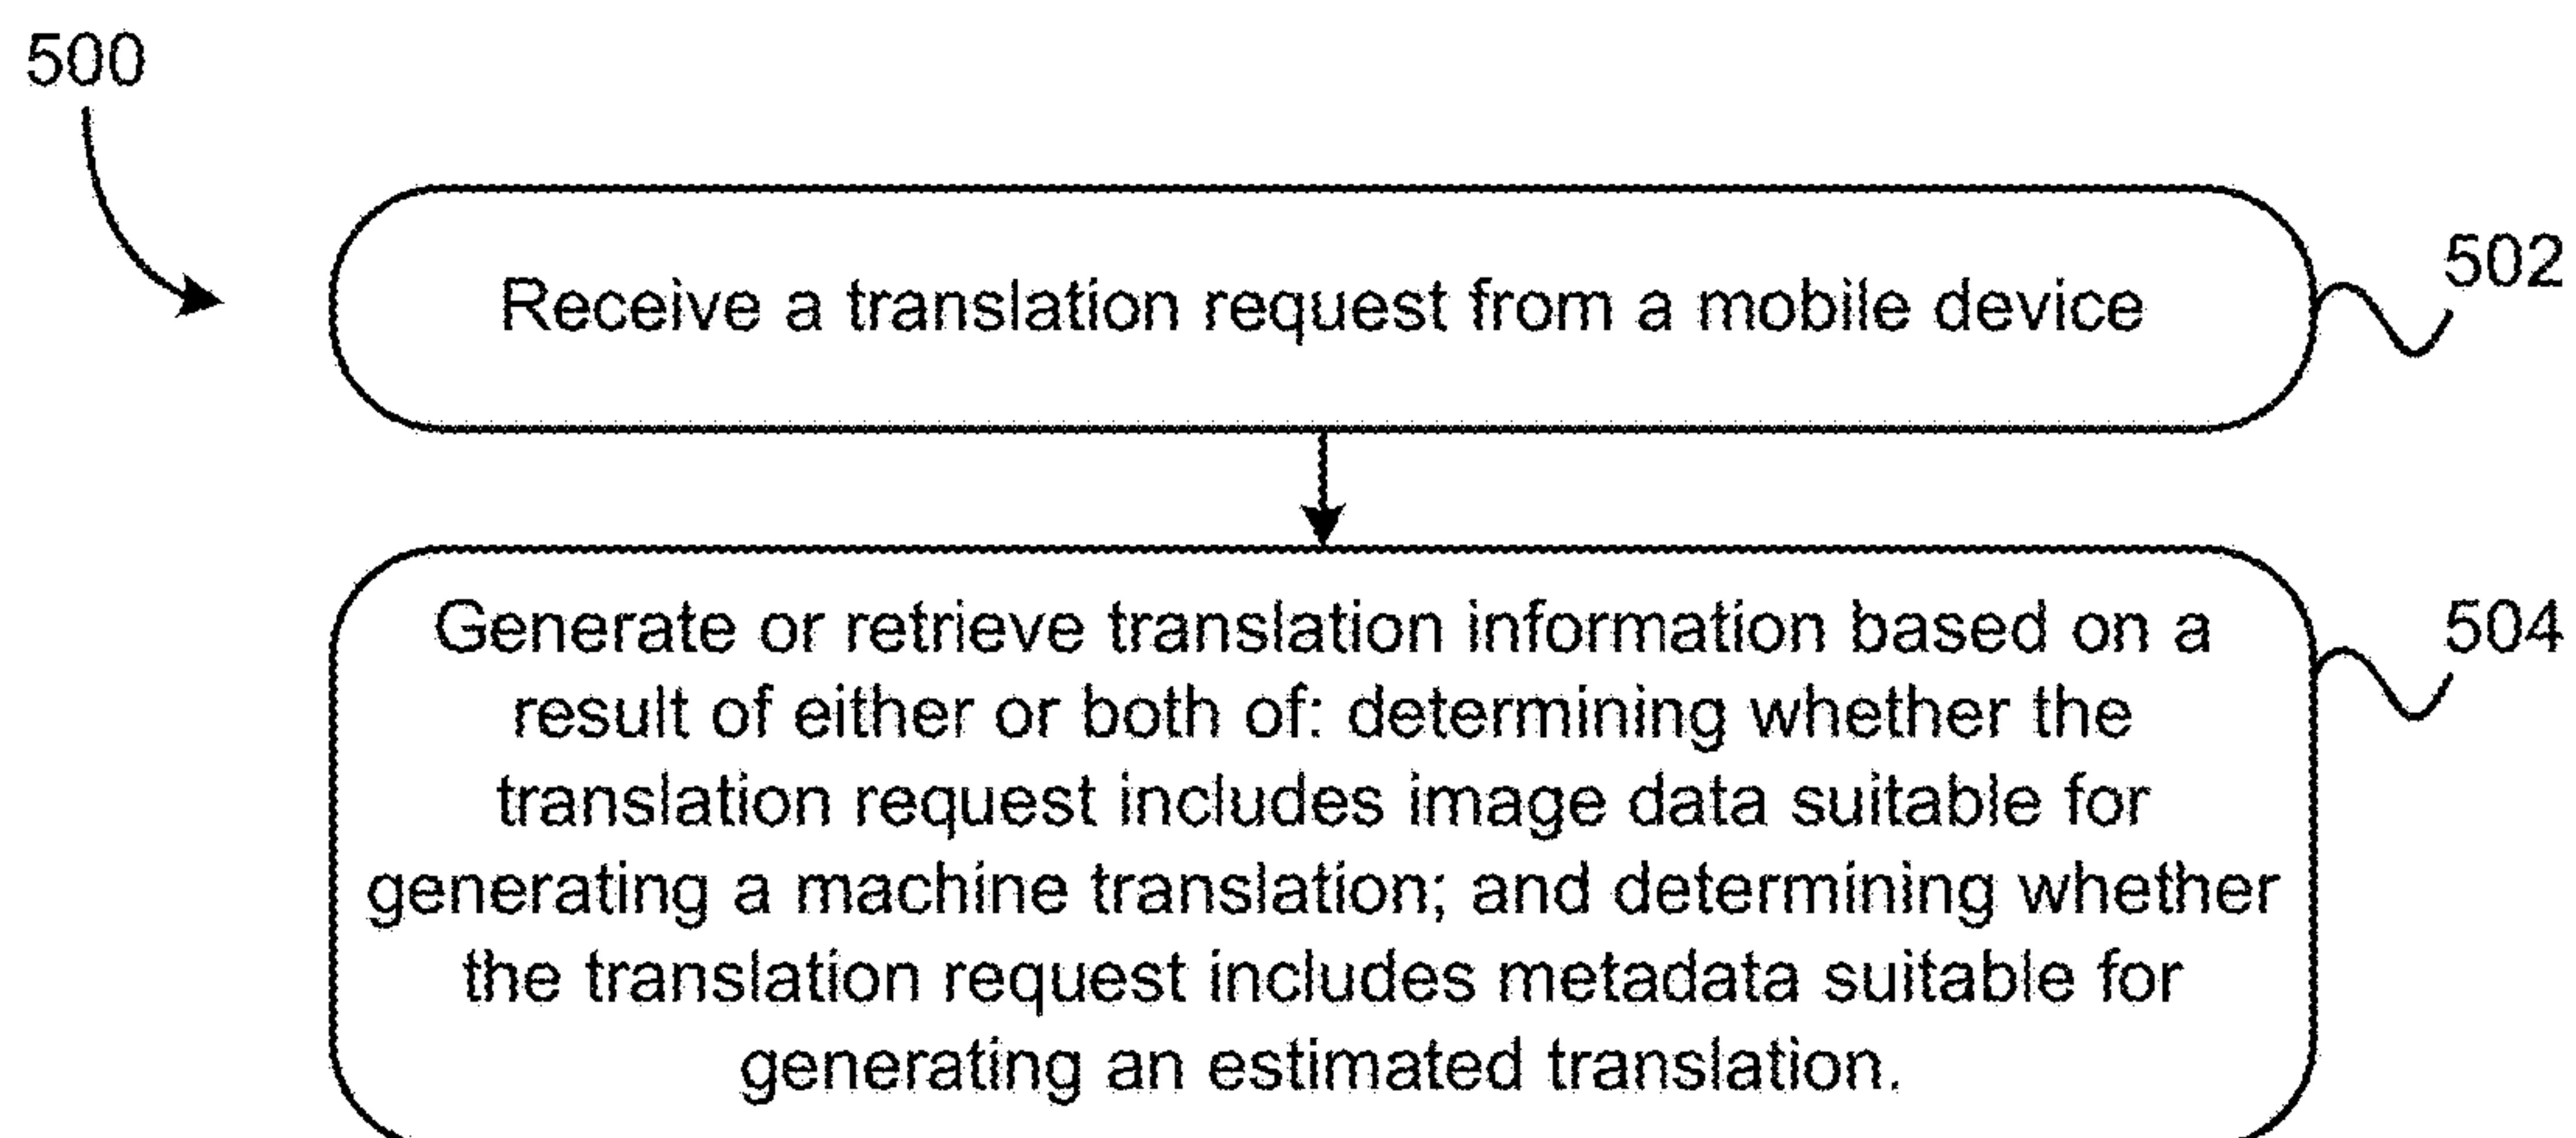 500
Receive a translation request from a mobile device
502
Generate or retrieve translation information based on a
result of either or both of: determining whether the
translation request includes image data suitable for
generating a machine translation; and determining whether
the translation request includes metadata suitable for
generating an estimated translation.
504